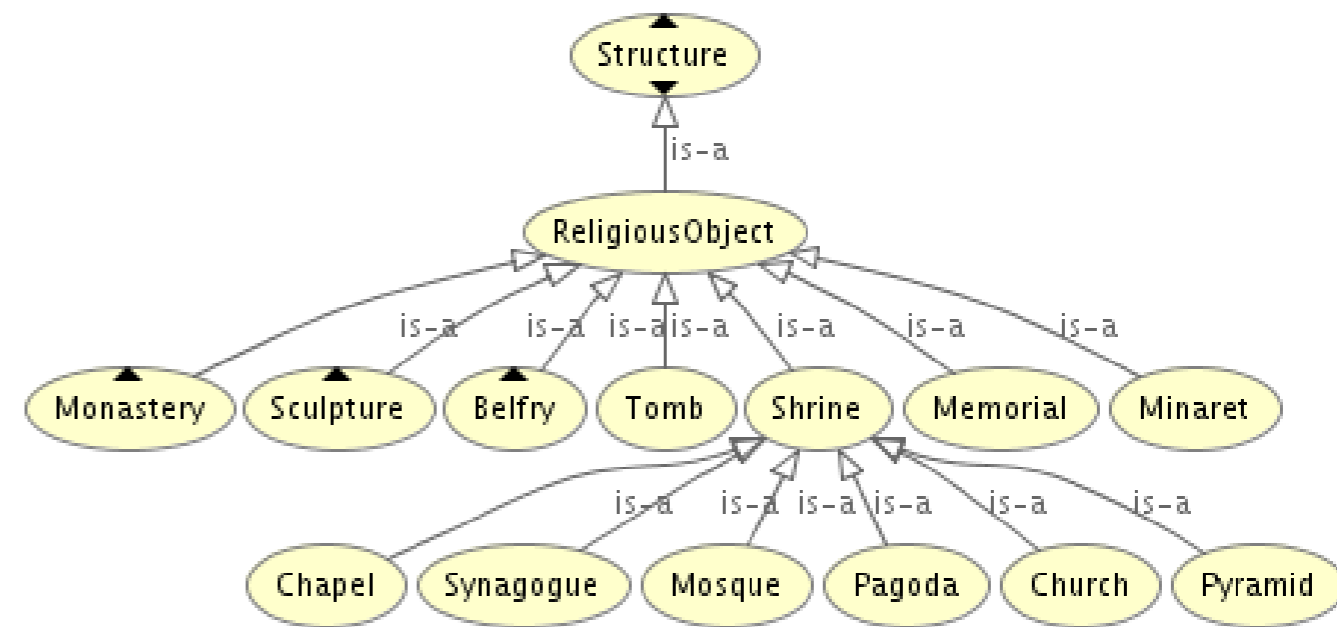 Structure
is-a
ReligiousObject
is-a is-a is-a is-a is-a is-a is-a
Monastery Sculpture Belfry Tomb Shrine Memorial Minaret
is-a is-a is-a is-a is-a is-a
Chapel Synagogue Mosque Pagoda Church Pyramid